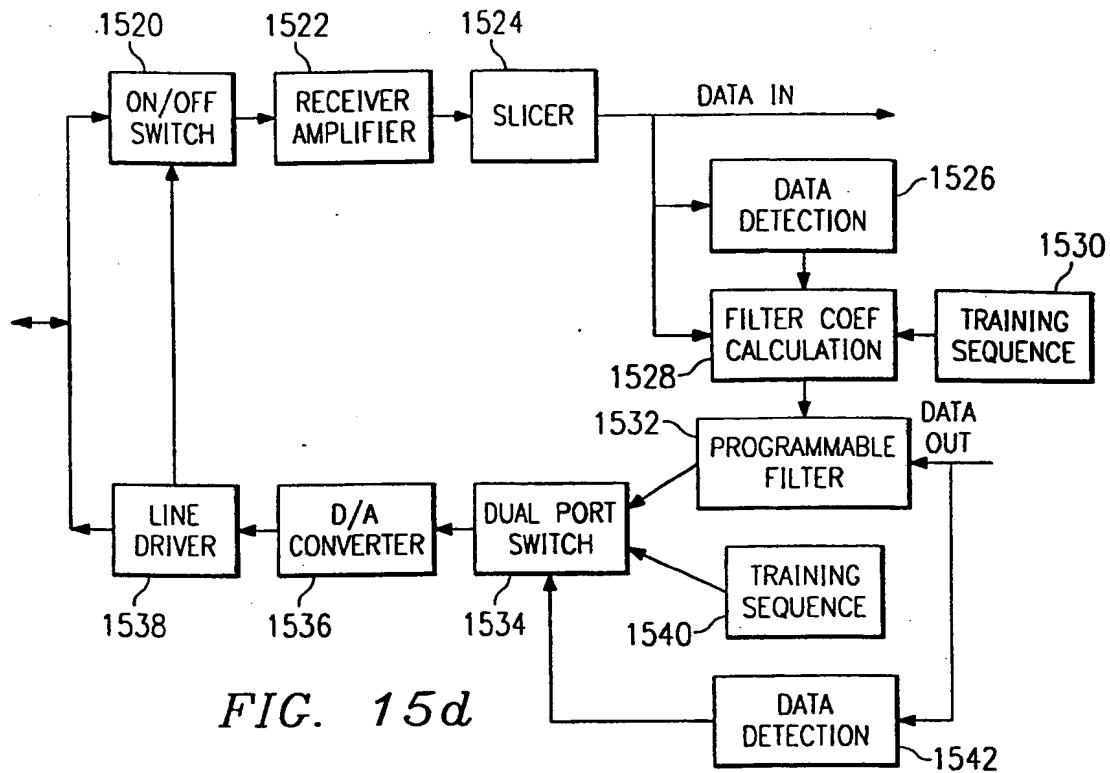 1520
1522
1524
ON/OFF
SWITCH
RECEIVER
AMPLIFIER
SLICER
DATA IN
DATA
DETECTION
1526
1530
FILTER COEF
CALCULATION
TRAINING
SEQUENCE
1528
1532
DATA
OUT
PROGRAMMABLE
FILTER
LINE
DRIVER
D/A
CONVERTER
DUAL PORT
SWITCH
TRAINING
SEQUENCE
1538
1536
1534
1540
DATA
DETECTION
1542
FIG. 15d